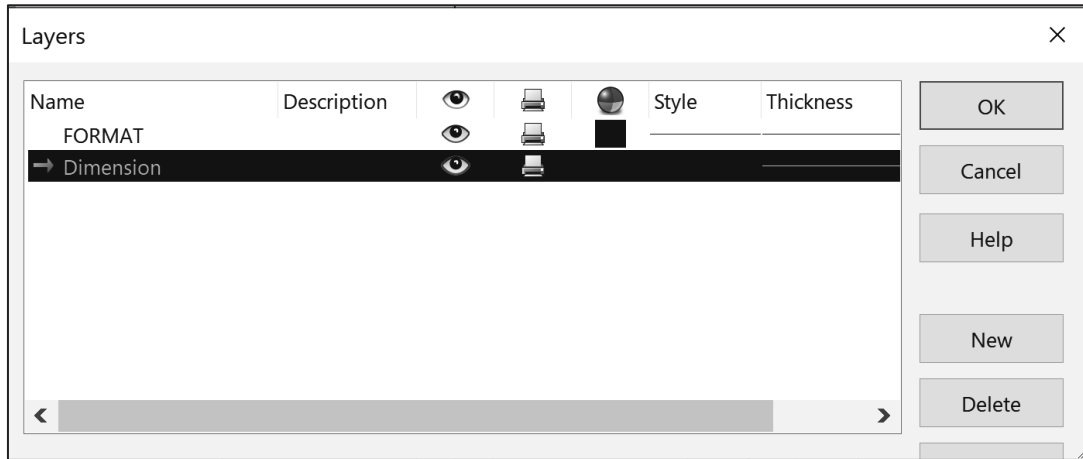 Layers
Name Description Style Thickness
FORMAT
Dimension
OK
Cancel
Help
New
Delete